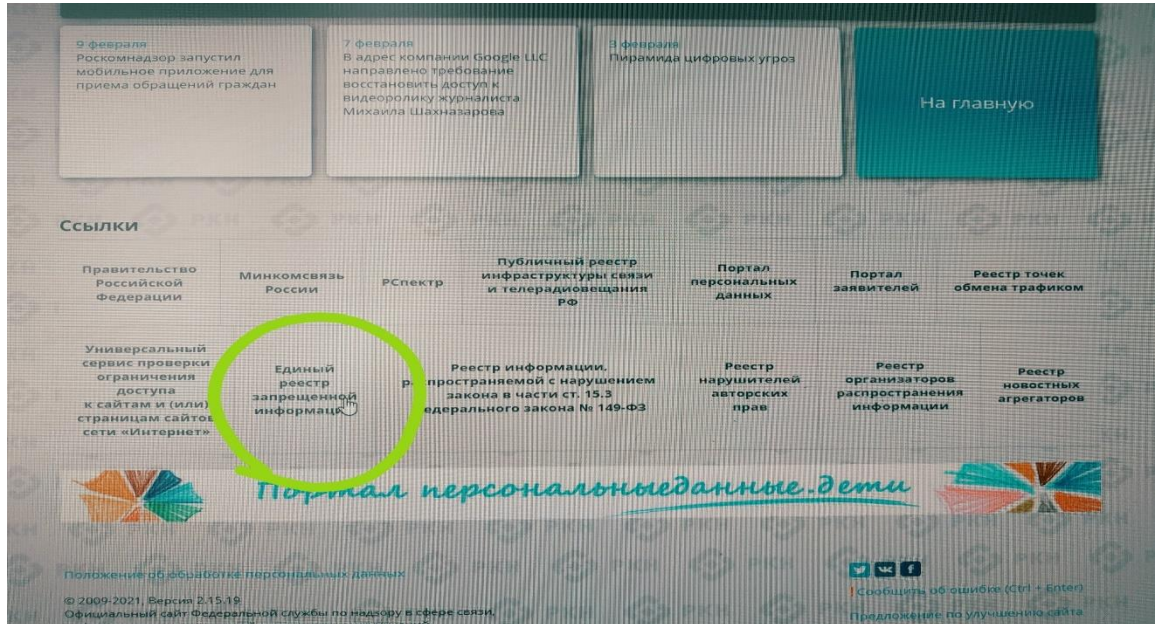 9 февраля
Роскомнадзор запустил
мобильное приложение для
приема обращений граждан
7 февраля
В адрес компании Google LLC
направлено требование
восстановить доступ к
видеоролику журналиста
Михаила Шахназарова
3 февраля
Пирамида цифровых угроз
На главную
Ссылки
Правительство
Российской
Федерации
Минкомсвязь
России
РСпектр
Публичный реестр
инфраструктуры связи
и телерадиовещания
РФ
Портал
персональных
данных
Портал
заявителей
Реестр точек
обмена трафиком
Универсальный
сервис проверки
ограничения
доступа
к сайтам и (или)
страницам сайтов
сети «Интернет»
Единый
реестр
запрещенной
информации
Реестр информации,
распространяемой с нарушением
закона в части ст. 15.3
Федерального закона № 149-ФЗ
Реестр
нарушителей
авторских
прав
Реестр
организаторов
распространения
информации
Реестр
новостных
агрегаторов
Портал персональныеданные.дети
Положение об обработке персональных данных
© 2009-2021, Версия 2.15.19
Официальный сайт Федеральной службы по надзору в сфере связи,
Сообщить об ошибке (Ctrl + Enter)
Предложение по улучшению сайта
РКН